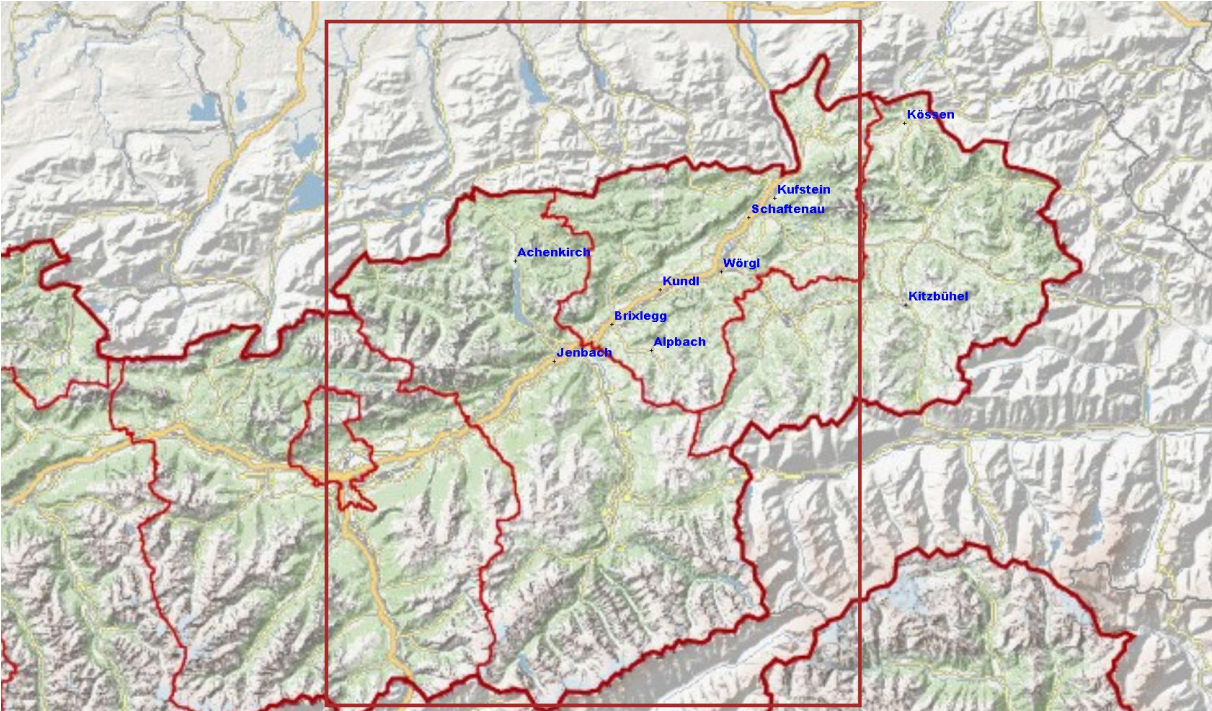 Kössen
Kufstein
Schaftenau
Achenkirch
Wörgl
Kundl
Kitzbühel
Brixlegg
Alpbach
Jenbach